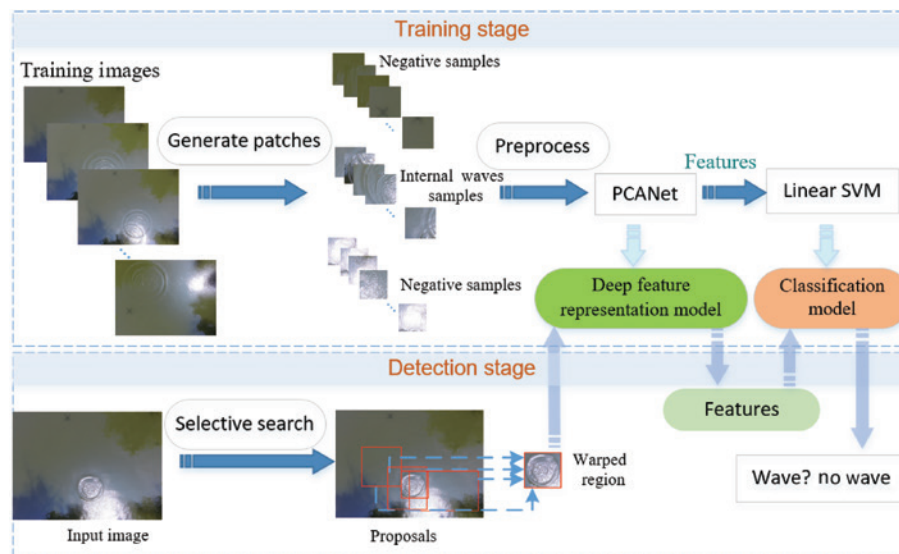 Training stage
Training images
Negative samples
Generate patches
Preprocess
Internal waves
samples
Features
PCANet
Linear SVM
Negative samples
Deep feature
representation model
Classification
model
Detection stage
Selective search
Features
Warped
region
Wave? no wave
Input image
Proposals